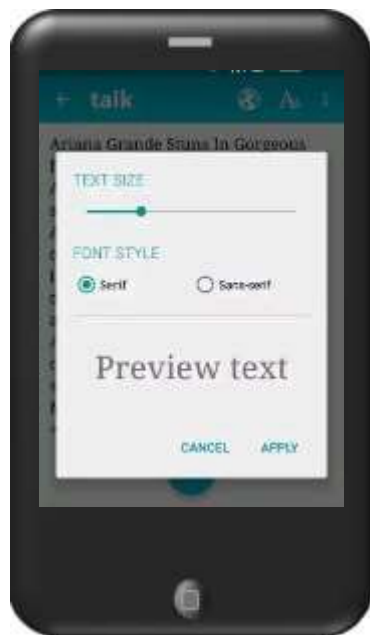 talk
Ariana Grande Stuns In Gorgeous
TEXT SIZE
FONT STYLE
Serif
Sans-serif
Preview text
CANCEL
APPLY